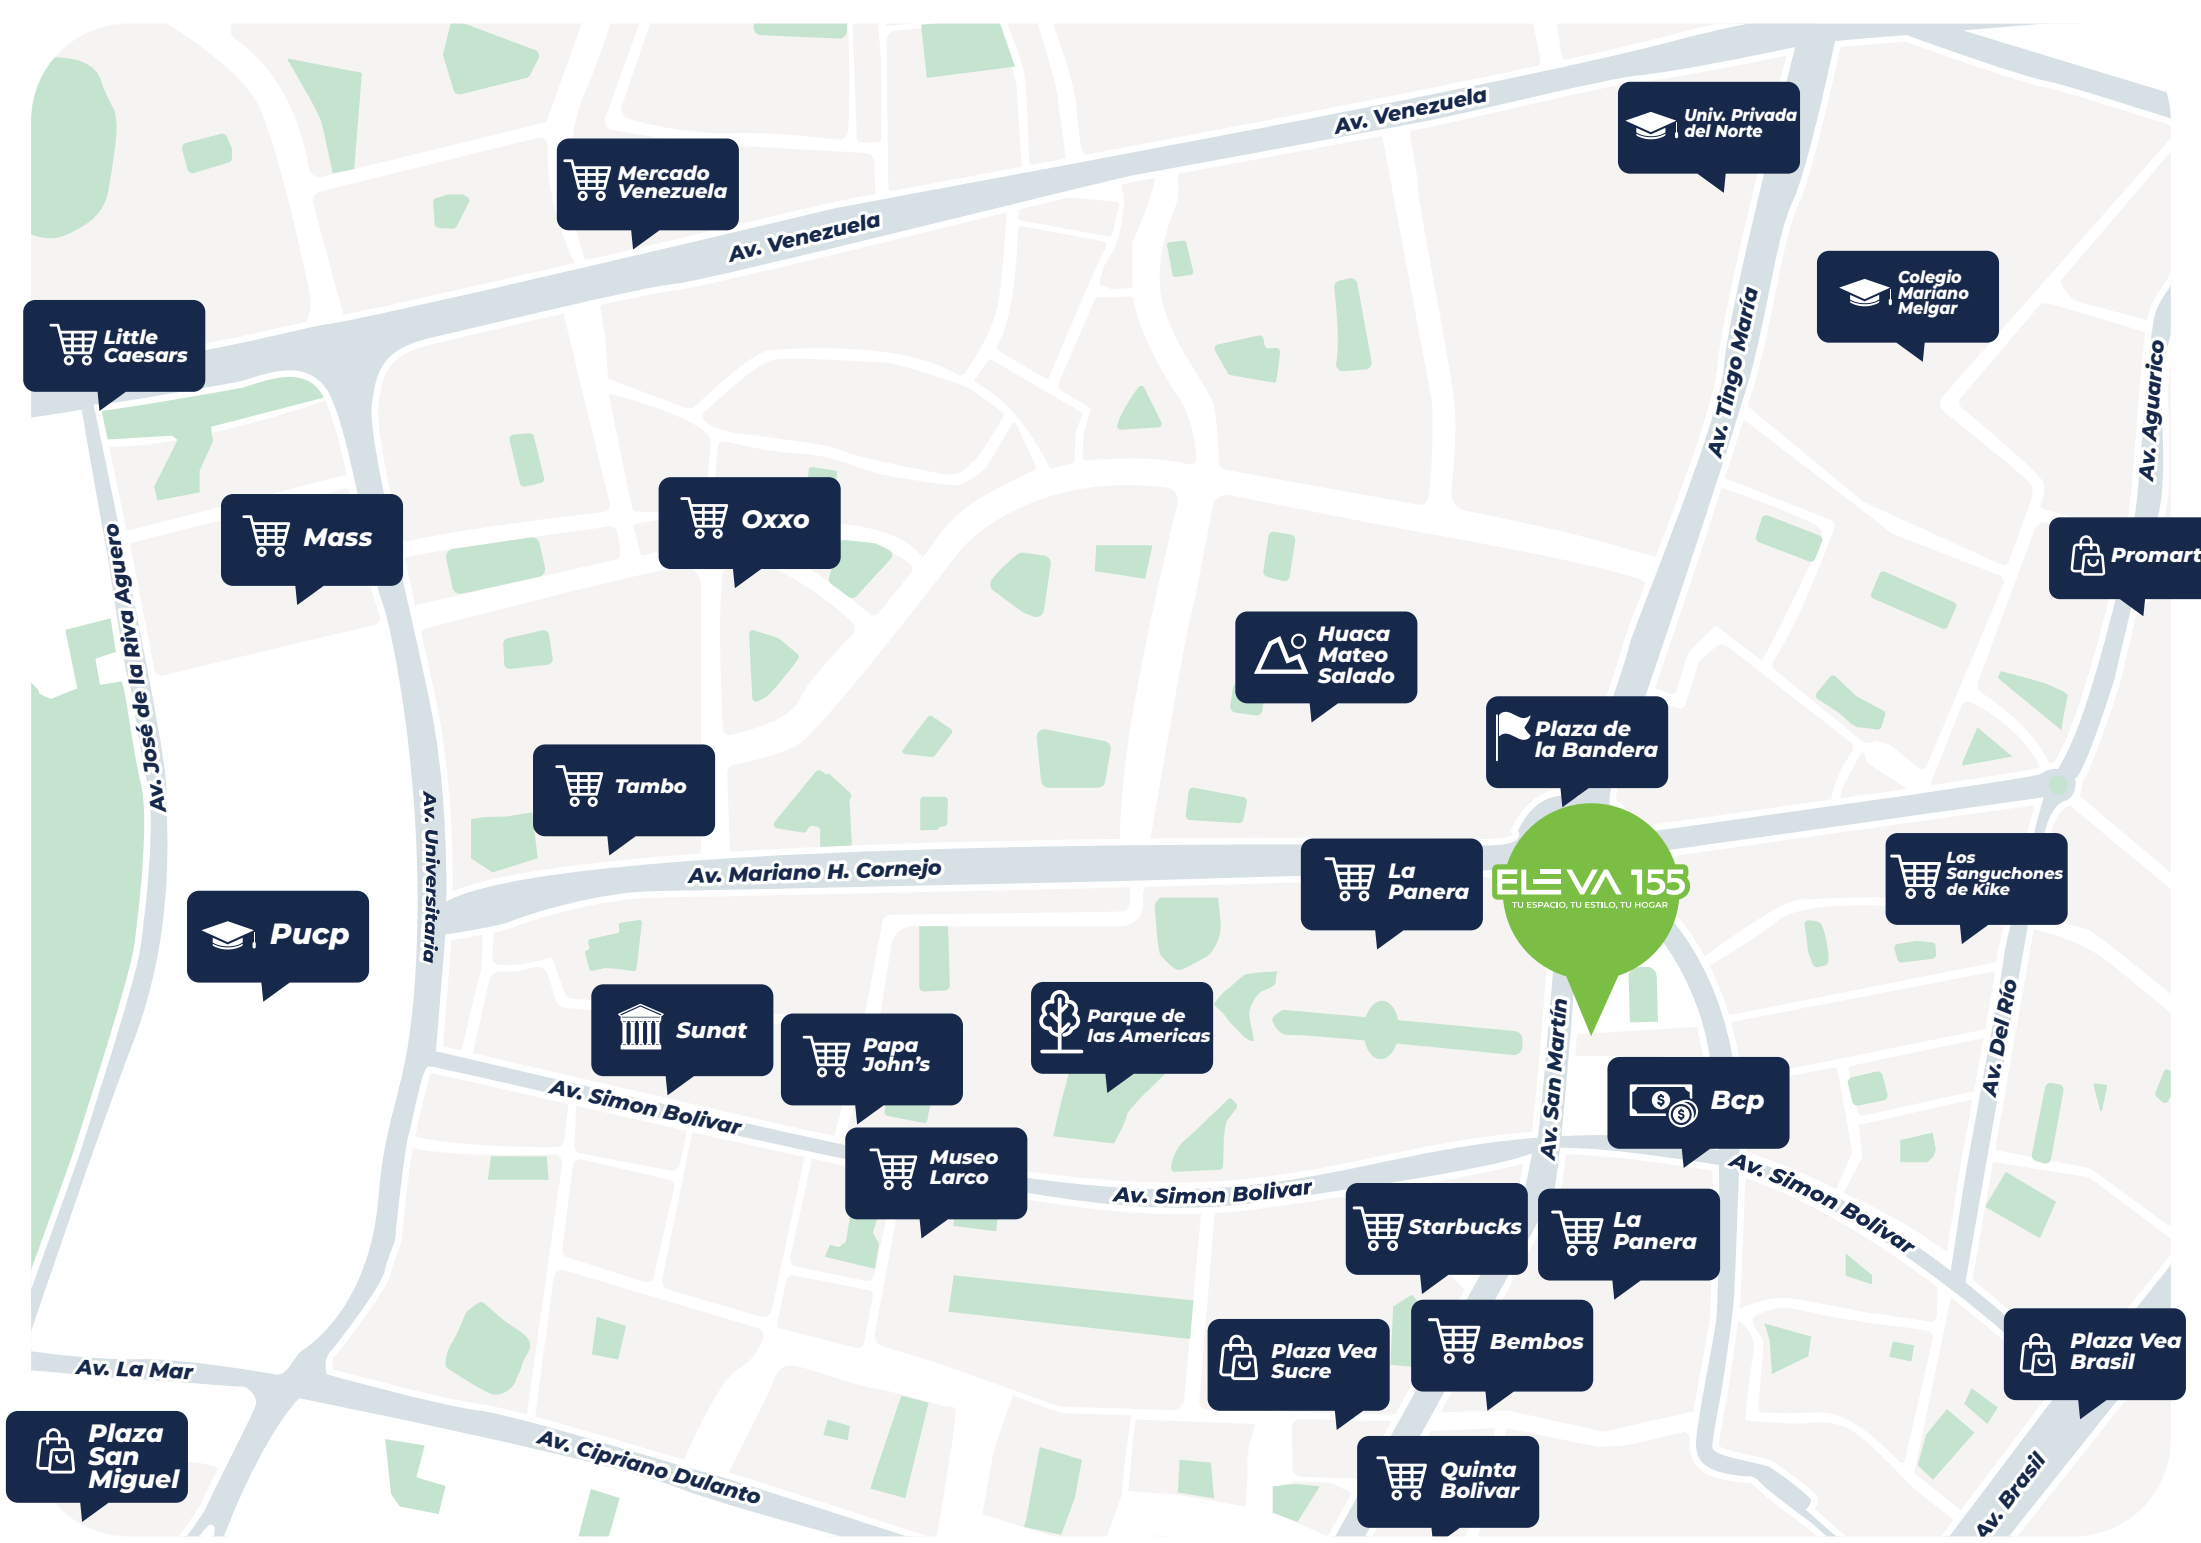 Av. Venezuela
Univ. Privada
del Norte
Mercado
Venezuela
Av. Venezuela
Colegio
Mariano
Melgar
Little
Caesars
Av. Tingo María
Av. Aguarico
Mass
Oxxo
Promart
Av. José de la Riva Aguero
Huaca
Mateo
Salado
Plaza de
la Bandera
Tambo
Av. Universitaria
Av. Mariano H. Cornejo
La
Panera
ELEVA 155
TU ESPACIO, TU ESTILO, TU HOGAR
Los
Sanguchones
de Kike
Pucp
Sunat
Papa
John's
Parque de
las Americas
Av. San Martín
Av. Del Río
Av. Simon Bolivar
Bcp
Museo
Larco
Av. Simon Bolivar
Av. Simon Bolivar
Starbucks
La
Panera
Plaza Vea
Sucre
Bembos
Plaza Vea
Brasil
Av. La Mar
Plaza
San
Miguel
Av. Cipriano Dulanto
Quinta
Bolivar
Av. Brasil